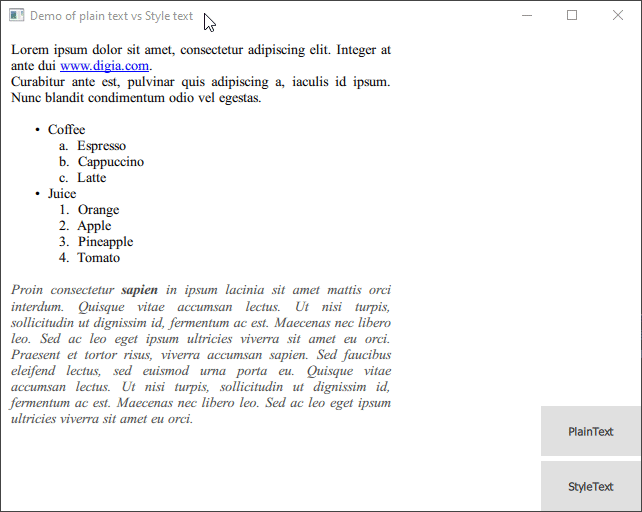 Demo of plain text vs Style text
Lorem ipsum dolor sit amet, consectetur adipiscing elit. Integer at
ante dui www.digia.com.
Curabitur ante est, pulvinar quis adipiscing a, iaculis id ipsum.
Nunc blandit condimentum odio vel egestas.
• Coffee
a. Espresso
b. Cappuccino
c. Latte
• Juice
1. Orange
2. Apple
3. Pineapple
4. Tomato
Proin consectetur sapien in ipsum lacinia sit amet mattis orci
interdum. Quisque vitae accumsan lectus. Ut nisi turpis,
sollicitudin ut dignissim id, fermentum ac est. Maecenas nec libero
leo. Sed ac leo eget ipsum ultricies viverra sit amet eu orci.
Praesent et tortor risus, viverra accumsan sapien. Sed faucibus
eleifend lectus, sed euismod urna porta eu. Quisque vitae
accumsan lectus. Ut nisi turpis, sollicitudin ut dignissim id,
fermentum ac est. Maecenas nec libero leo. Sed ac leo eget ipsum
ultricies viverra sit amet eu orci.
PlainText
StyleText